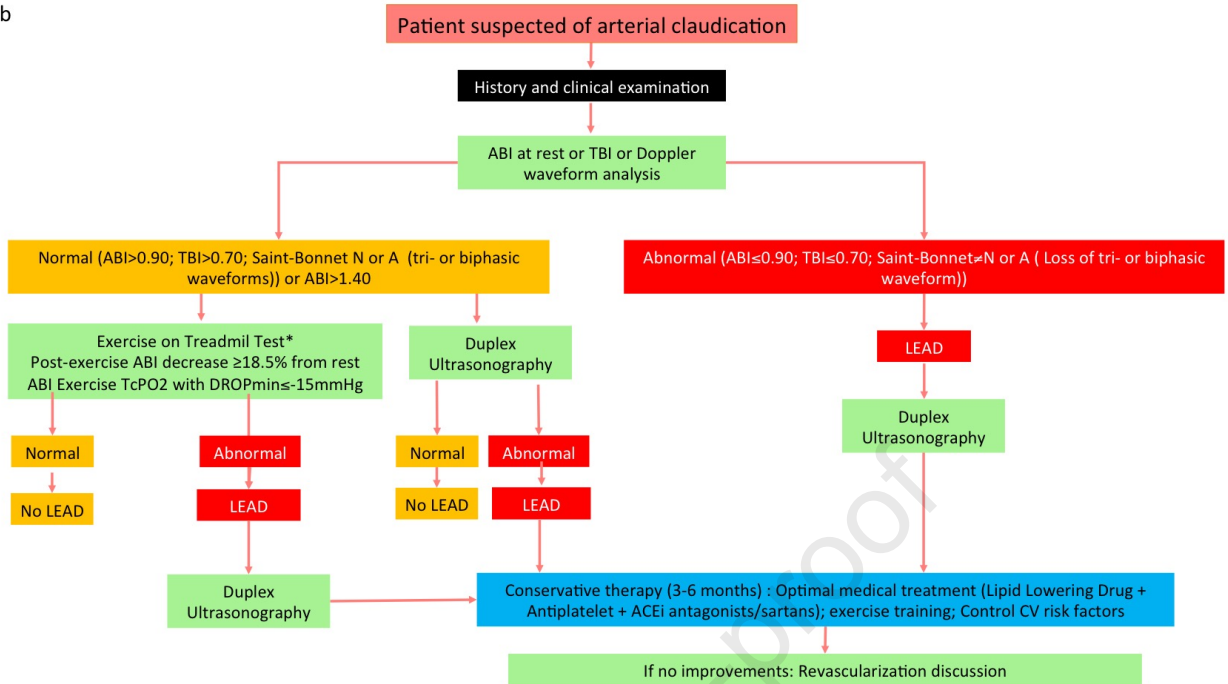 b
Patient suspected of arterial claudication
History and clinical examination
ABI at rest or TBI or Doppler
waveform analysis
Normal (ABI>0.90; TBI>0.70; Saint-Bonnet N or A (tri- or biphasic
waveforms)) or ABI>1.40
Abnormal (ABI≤0.90; TBI≤0.70; Saint-Bonnet≠N or A ( Loss of tri- or biphasic
waveform))
Exercise on Treadmil Test*
Post-exercise ABI decrease ≥18.5% from rest
ABI Exercise TcPO2 with DROPmin≤-15mmHg
Duplex
Ultrasonography
LEAD
Duplex
Ultrasonography
Normal
Abnormal
Normal
Abnormal
No LEAD
LEAD
No LEAD
LEAD
Duplex
Ultrasonography
Conservative therapy (3-6 months) : Optimal medical treatment (Lipid Lowering Drug +
Antiplatelet + ACEi antagonists/sartans); exercise training; Control CV risk factors
If no improvements: Revascularization discussion
proof